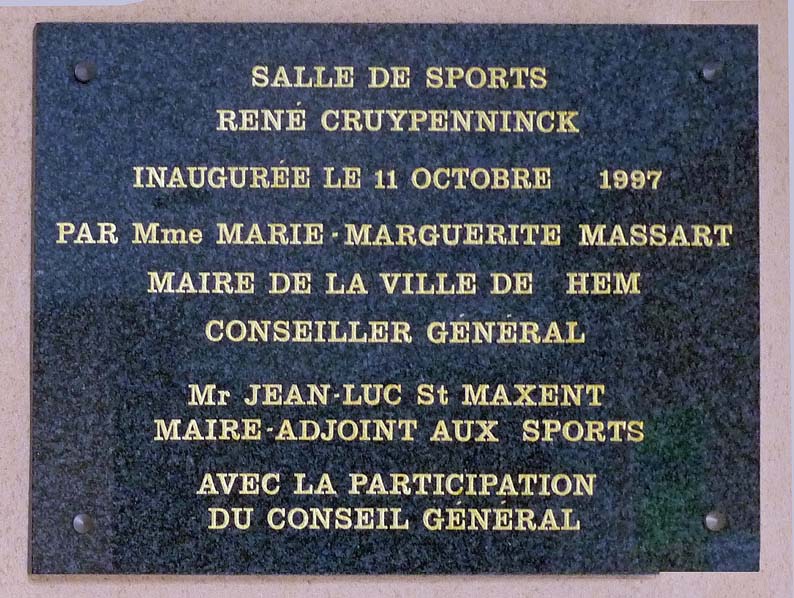 SALLE DE SPORTS
RENÉ CRUYPENNINCK
INAUGURÉE LE 11 OCTOBRE 1997
PAR Mme MARIE-MARGUERITE MASSART
MAIRE DE LA VILLE DE HEM
CONSEILLER GÉNÉRAL
Mr JEAN-LUC St MAXENT
MAIRE-ADJOINT AUX SPORTS
AVEC LA PARTICIPATION
DU CONSEIL GÉNÉRAL